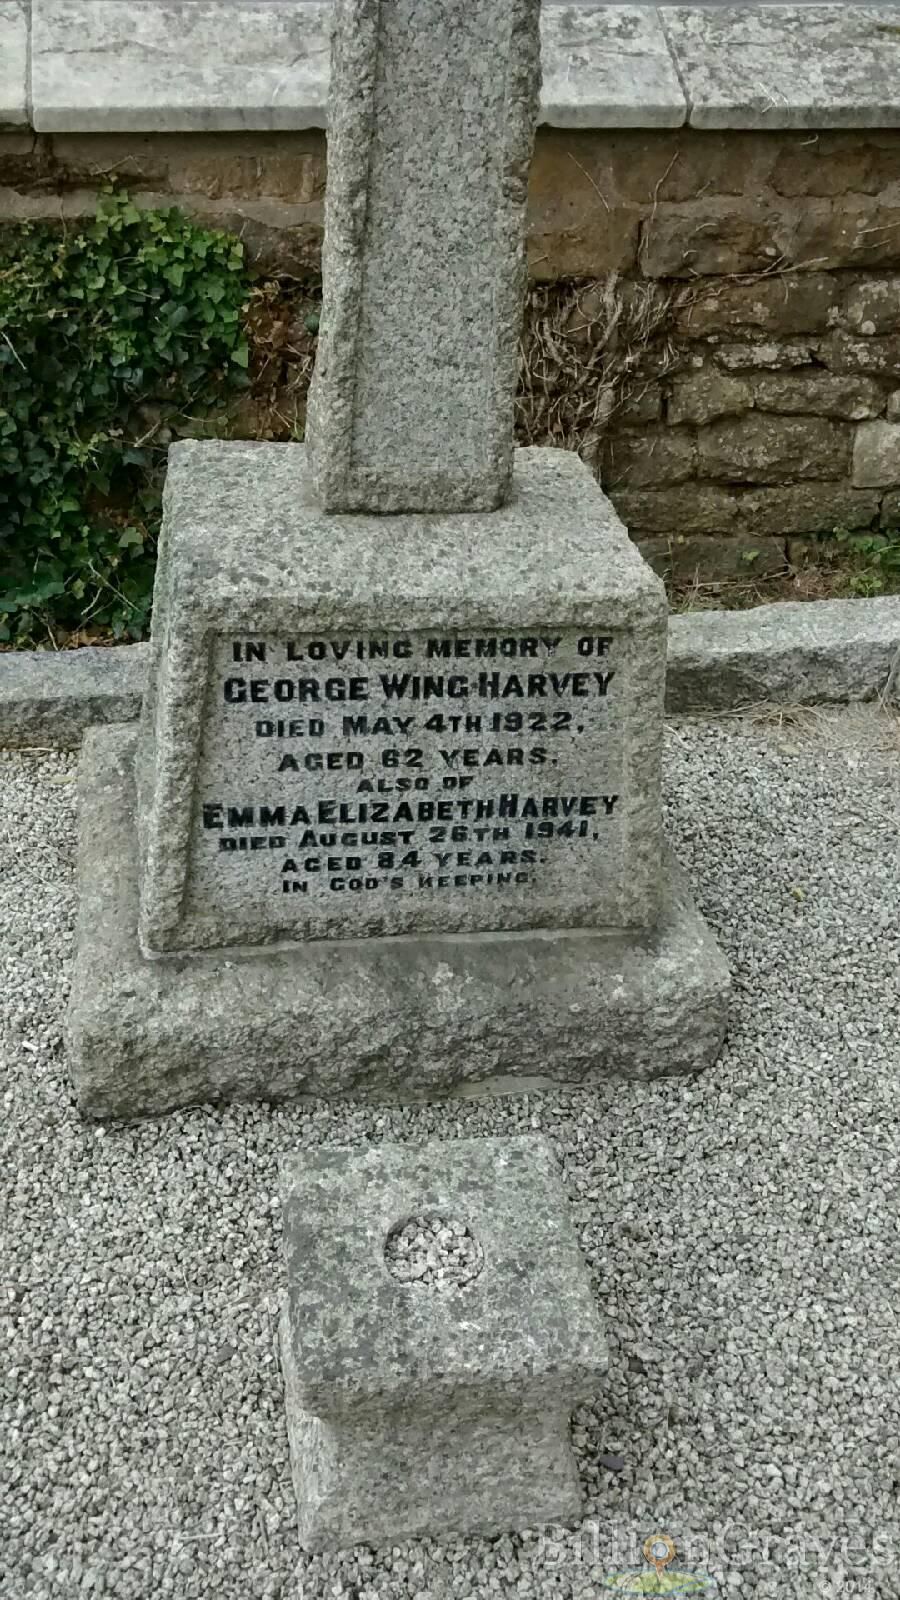 IN LOVING MEMORY OF
GEORGE WING HARVEY
DIED MAY 4TH 1922,
AGED 62 YEARS.
ALSO OF
EMMA ELIZABETH HARVEY
DIED AUGUST 26TH 1941,
AGED 84 YEARS.
IN GOD'S KEEPING.
BillionGraves
© 2014